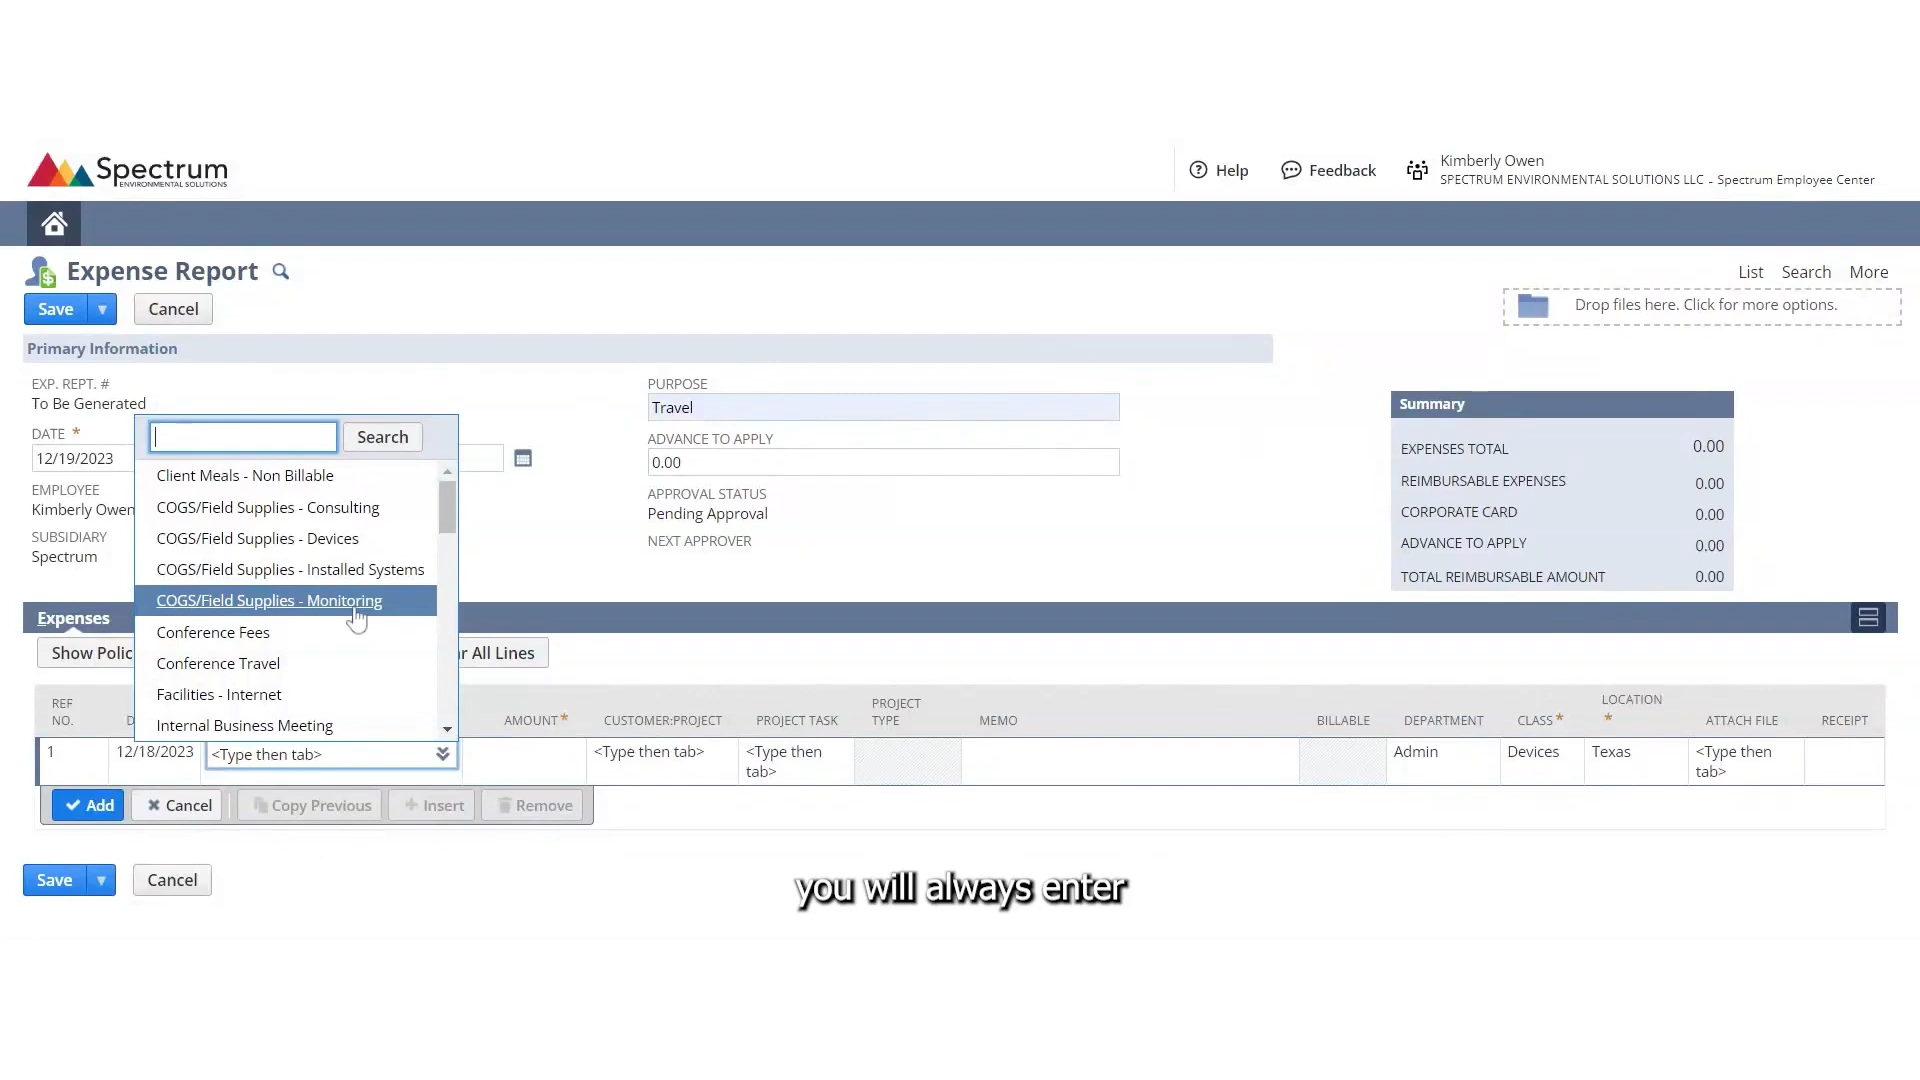 Spectrum
ENVIRONMENTAL SOLUTIONS
Help
Feedback
Kimberly Owen
SPECTRUM ENVIRONMENTAL SOLUTIONS LLC - Spectrum Employee Center
Expense Report
List
Search
More
Save
Cancel
Drop files here. Click for more options.
Primary Information
EXP. REPT. #
To Be Generated
DATE *
12/19/2023
EMPLOYEE
Kimberly Owen
SUBSIDIARY
Spectrum
PURPOSE
Travel
ADVANCE TO APPLY
0.00
APPROVAL STATUS
Pending Approval
NEXT APPROVER
Summary
EXPENSES TOTAL 0.00
REIMBURSABLE EXPENSES 0.00
CORPORATE CARD 0.00
ADVANCE TO APPLY 0.00
TOTAL REIMBURSABLE AMOUNT 0.00
Search
Client Meals - Non Billable
COGS/Field Supplies - Consulting
COGS/Field Supplies - Devices
COGS/Field Supplies - Installed Systems
COGS/Field Supplies - Monitoring
Conference Fees
Conference Travel
Facilities - Internet
Internal Business Meeting
Expenses
Show Polic
r All Lines
REF NO.
D
AMOUNT *
CUSTOMER:PROJECT
PROJECT TASK
PROJECT TYPE
MEMO
BILLABLE
DEPARTMENT
CLASS *
LOCATION *
ATTACH FILE
RECEIPT
1
12/18/2023
<Type then tab>
<Type then tab>
<Type then tab>
Admin
Devices
Texas
<Type then tab>
Add
Cancel
Copy Previous
Insert
Remove
Save
Cancel
you will always enter